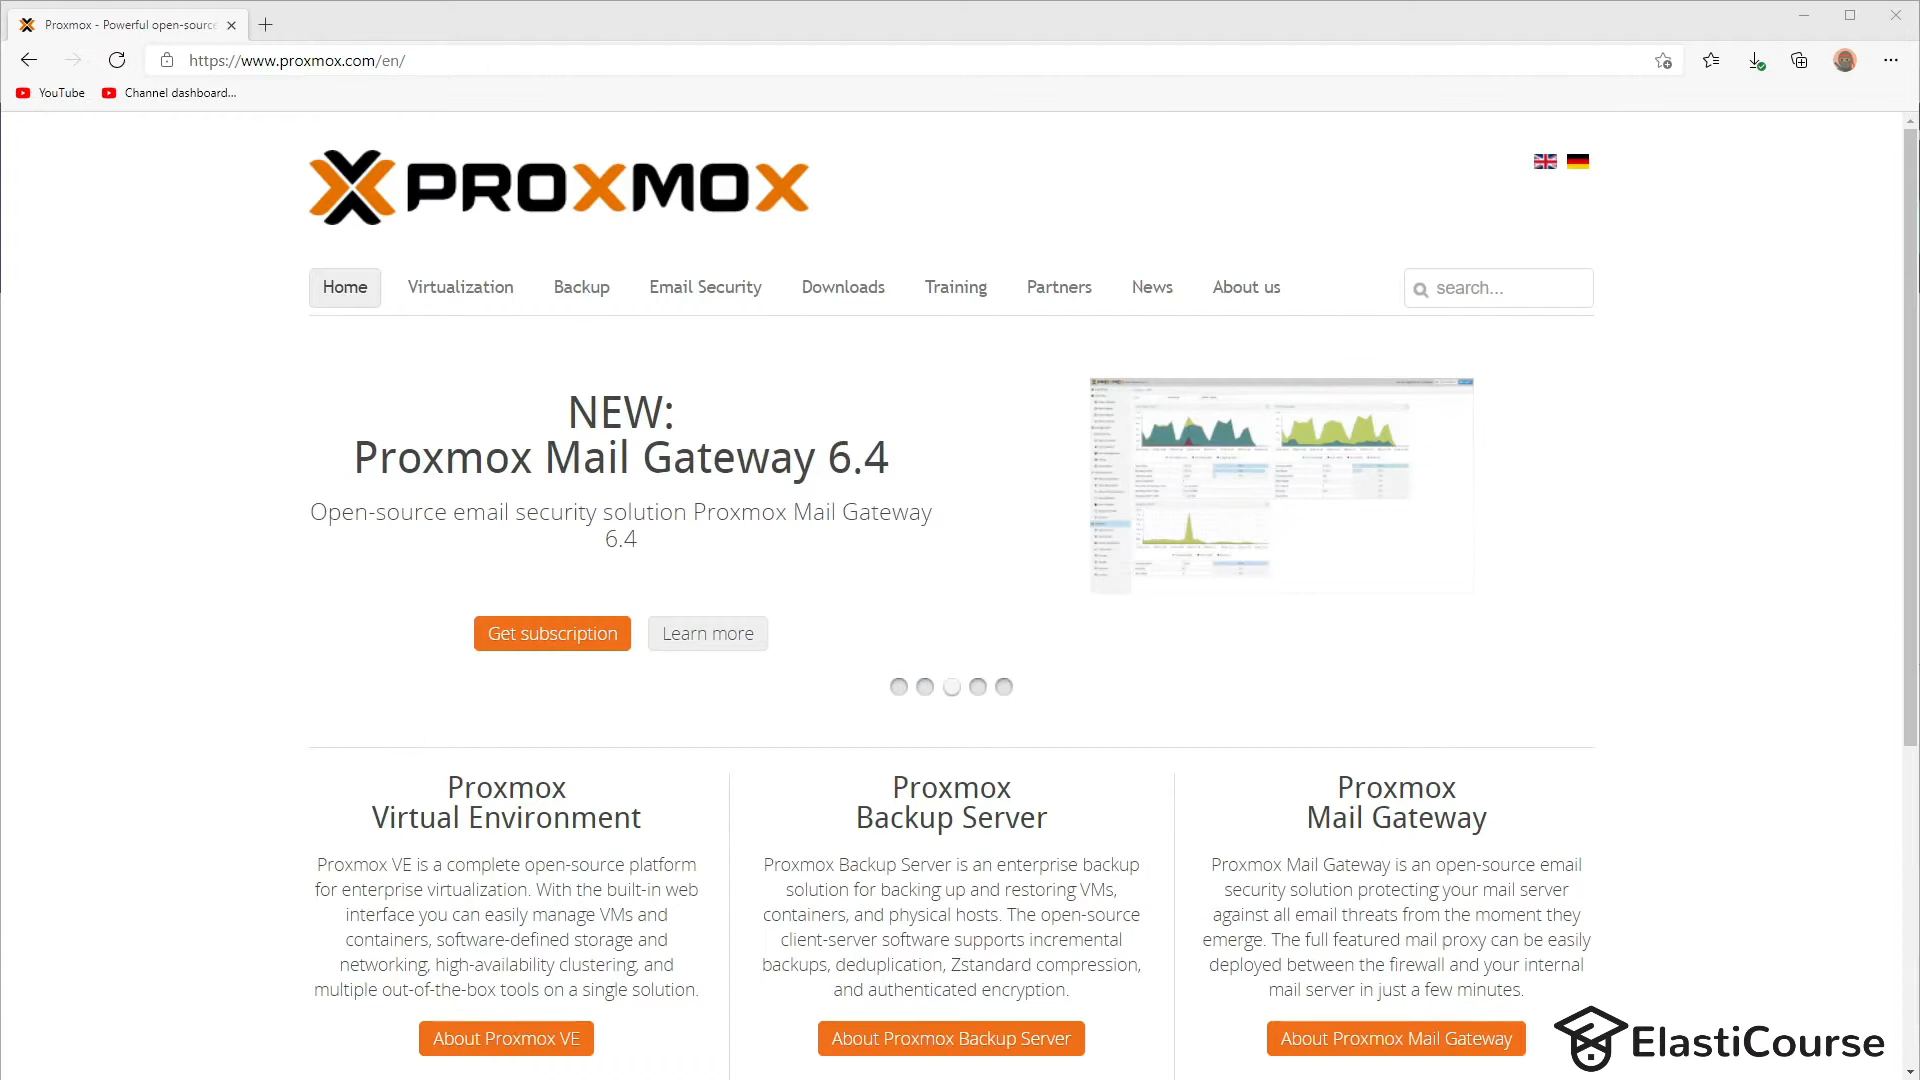 Proxmox - Powerful open-source
https://www.proxmox.com/en/
YouTube
Channel dashboard...
PROXMOX
Home
Virtualization
Backup
Email Security
Downloads
Training
Partners
News
About us
search...
NEW:
Proxmox Mail Gateway 6.4
Open-source email security solution Proxmox Mail Gateway
6.4
Get subscription
Learn more
Proxmox
Virtual Environment
Proxmox VE is a complete open-source platform
for enterprise virtualization. With the built-in web
interface you can easily manage VMs and
containers, software-defined storage and
networking, high-availability clustering, and
multiple out-of-the-box tools on a single solution.
About Proxmox VE
Proxmox
Backup Server
Proxmox Backup Server is an enterprise backup
solution for backing up and restoring VMs,
containers, and physical hosts. The open-source
client-server software supports incremental
backups, deduplication, Zstandard compression,
and authenticated encryption.
About Proxmox Backup Server
Proxmox
Mail Gateway
Proxmox Mail Gateway is an open-source email
security solution protecting your mail server
against all email threats from the moment they
emerge. The full featured mail proxy can be easily
deployed between the firewall and your internal
mail server in just a few minutes.
About Proxmox Mail Gateway
ElastiCourse